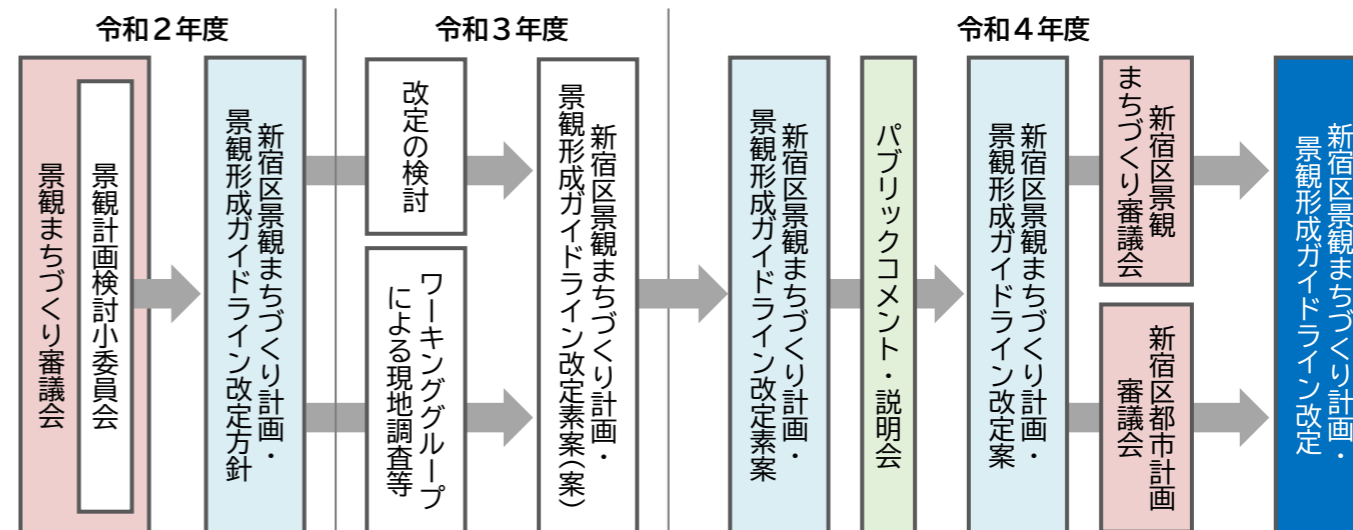 令和２年度
景観まちづくり審議会
景観計画検討小委員会
新宿区景観まちづくり計画・
景観形成ガイドライン改定方針
令和３年度
改定の検討
ワーキンググループ
による現地調査等
新宿区景観まちづくり計画・
景観形成ガイドライン改定素案(案)
令和４年度
新宿区景観まちづくり計画・
景観形成ガイドライン改定素案
パブリックコメント・説明会
新宿区景観まちづくり計画・
景観形成ガイドライン改定案
新宿区景観
まちづくり審議会
新宿区都市計画
審議会
新宿区景観まちづくり計画・
景観形成ガイドライン改定